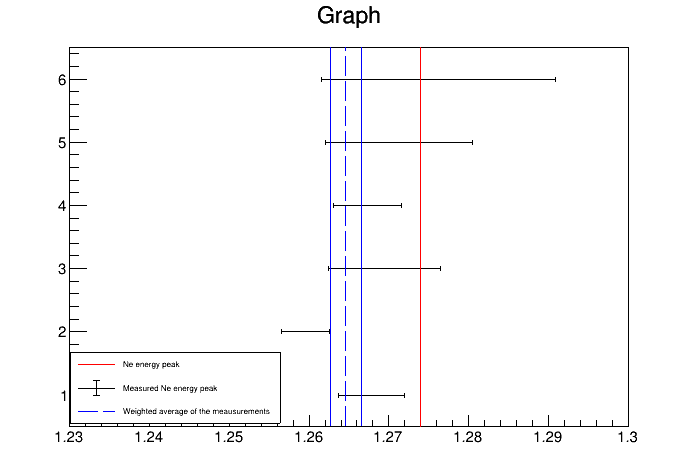 Graph
6
5
4
3
2
1
Ne energy peak
Measured Ne energy peak
Weighted average of the meausurements
1.23 1.24 1.25 1.26 1.27 1.28 1.29 1.3